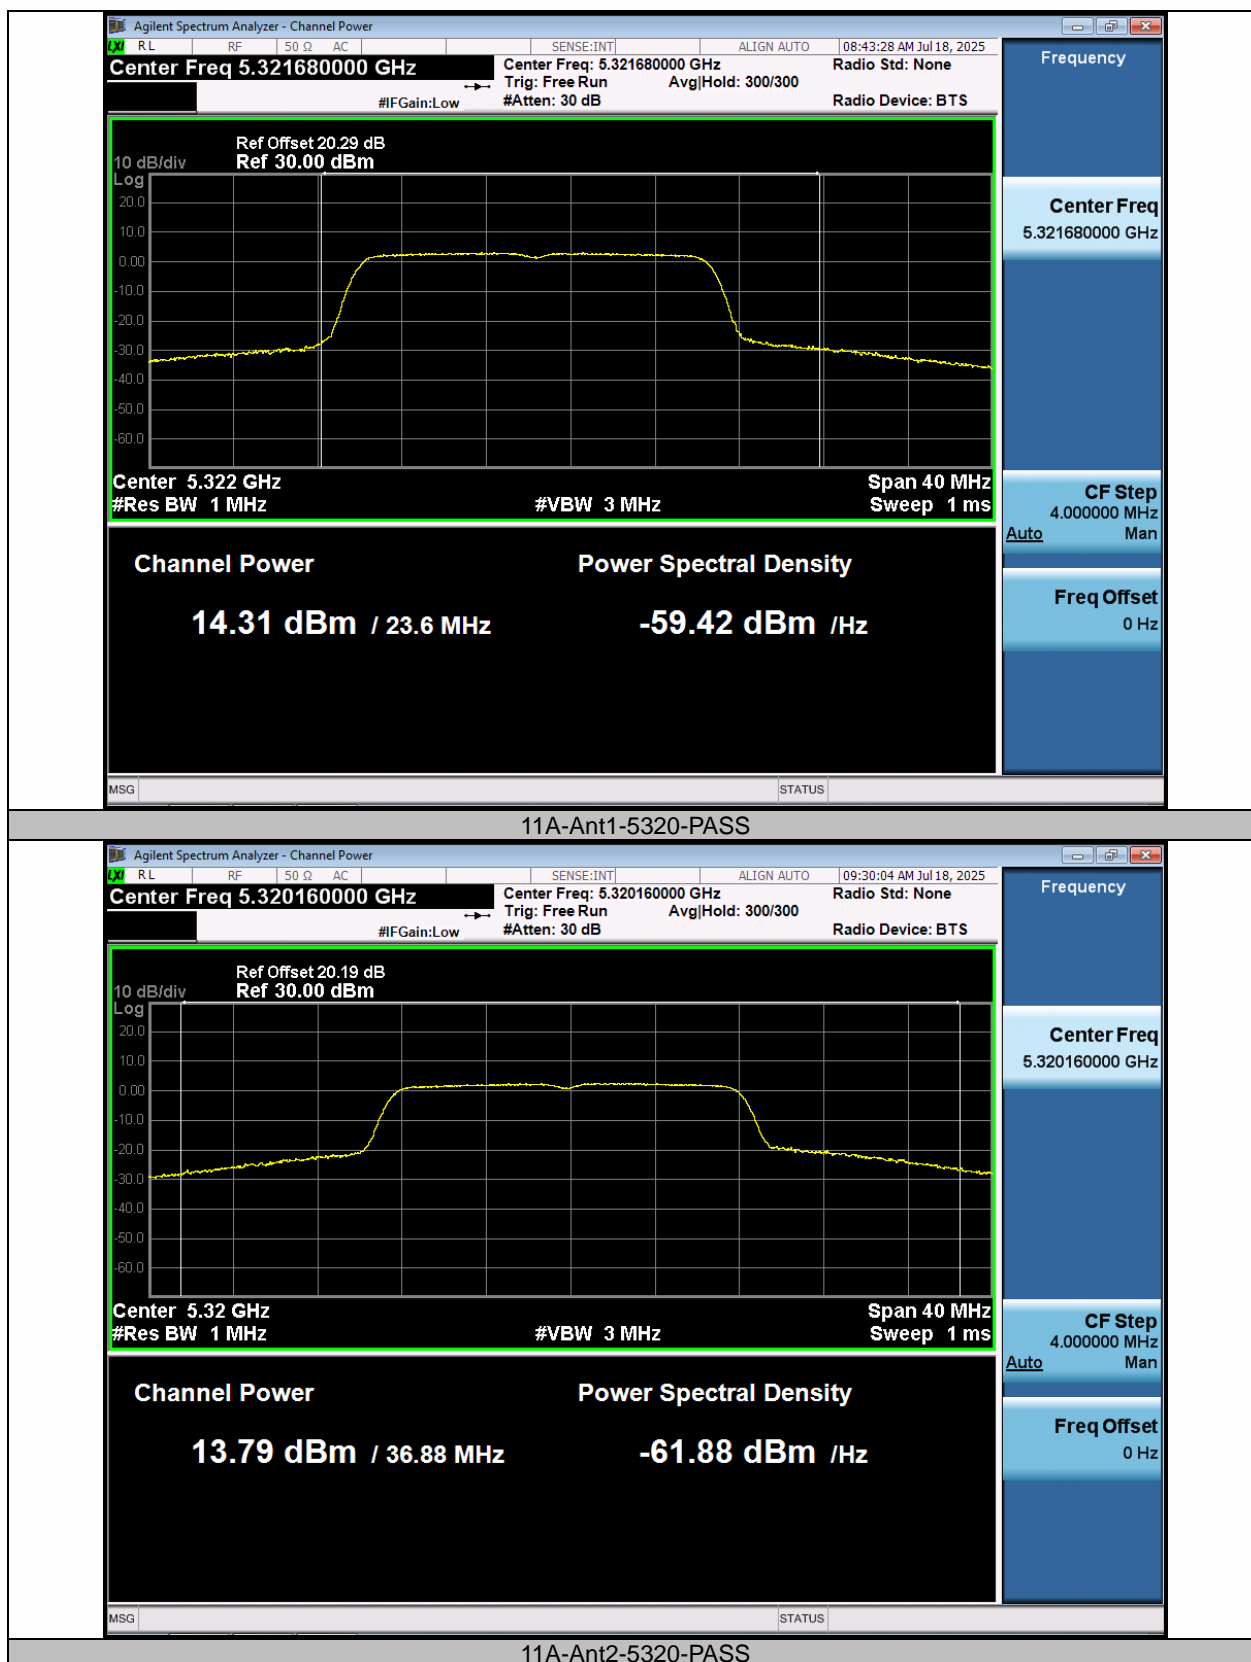 Agilent Spectrum Analyzer - Channel Power
LXI RL RF 50 Ω AC SENSE:INT ALIGN AUTO 08:43:28 AM Jul 18, 2025
Center Freq 5.321680000 GHz
Center Freq: 5.321680000 GHz Radio Std: None
Trig: Free Run Avg|Hold: 300/300
#IFGain:Low #Atten: 30 dB Radio Device: BTS
Frequency
Ref Offset 20.29 dB
10 dB/div Ref 30.00 dBm
Log
20.0
10.0
0.00
-10.0
-20.0
-30.0
-40.0
-50.0
-60.0
Center 5.322 GHz Span 40 MHz
#Res BW 1 MHz #VBW 3 MHz Sweep 1 ms
Center Freq
5.321680000 GHz
CF Step
4.000000 MHz
Auto Man
Freq Offset
0 Hz
Channel Power Power Spectral Density
14.31 dBm / 23.6 MHz -59.42 dBm /Hz
MSG STATUS
11A-Ant1-5320-PASS
Agilent Spectrum Analyzer - Channel Power
LXI RL RF 50 Ω AC SENSE:INT ALIGN AUTO 09:30:04 AM Jul 18, 2025
Center Freq 5.320160000 GHz
Center Freq: 5.320160000 GHz Radio Std: None
Trig: Free Run Avg|Hold: 300/300
#IFGain:Low #Atten: 30 dB Radio Device: BTS
Frequency
Ref Offset 20.19 dB
10 dB/div Ref 30.00 dBm
Log
20.0
10.0
0.00
-10.0
-20.0
-30.0
-40.0
-50.0
-60.0
Center 5.32 GHz Span 40 MHz
#Res BW 1 MHz #VBW 3 MHz Sweep 1 ms
Center Freq
5.320160000 GHz
CF Step
4.000000 MHz
Auto Man
Freq Offset
0 Hz
Channel Power Power Spectral Density
13.79 dBm / 36.88 MHz -61.88 dBm /Hz
MSG STATUS
11A-Ant2-5320-PASS